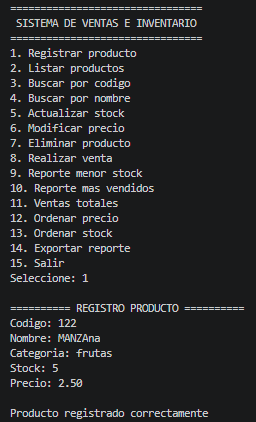 ================================
SISTEMA DE VENTAS E INVENTARIO
================================
1. Registrar producto
2. Listar productos
3. Buscar por codigo
4. Buscar por nombre
5. Actualizar stock
6. Modificar precio
7. Eliminar producto
8. Realizar venta
9. Reporte menor stock
10. Reporte mas vendidos
11. Ventas totales
12. Ordenar precio
13. Ordenar stock
14. Exportar reporte
15. Salir
Seleccione: 1
========== REGISTRO PRODUCTO ==========
Codigo: 122
Nombre: MANZAna
Categoria: frutas
Stock: 5
Precio: 2.50
Producto registrado correctamente